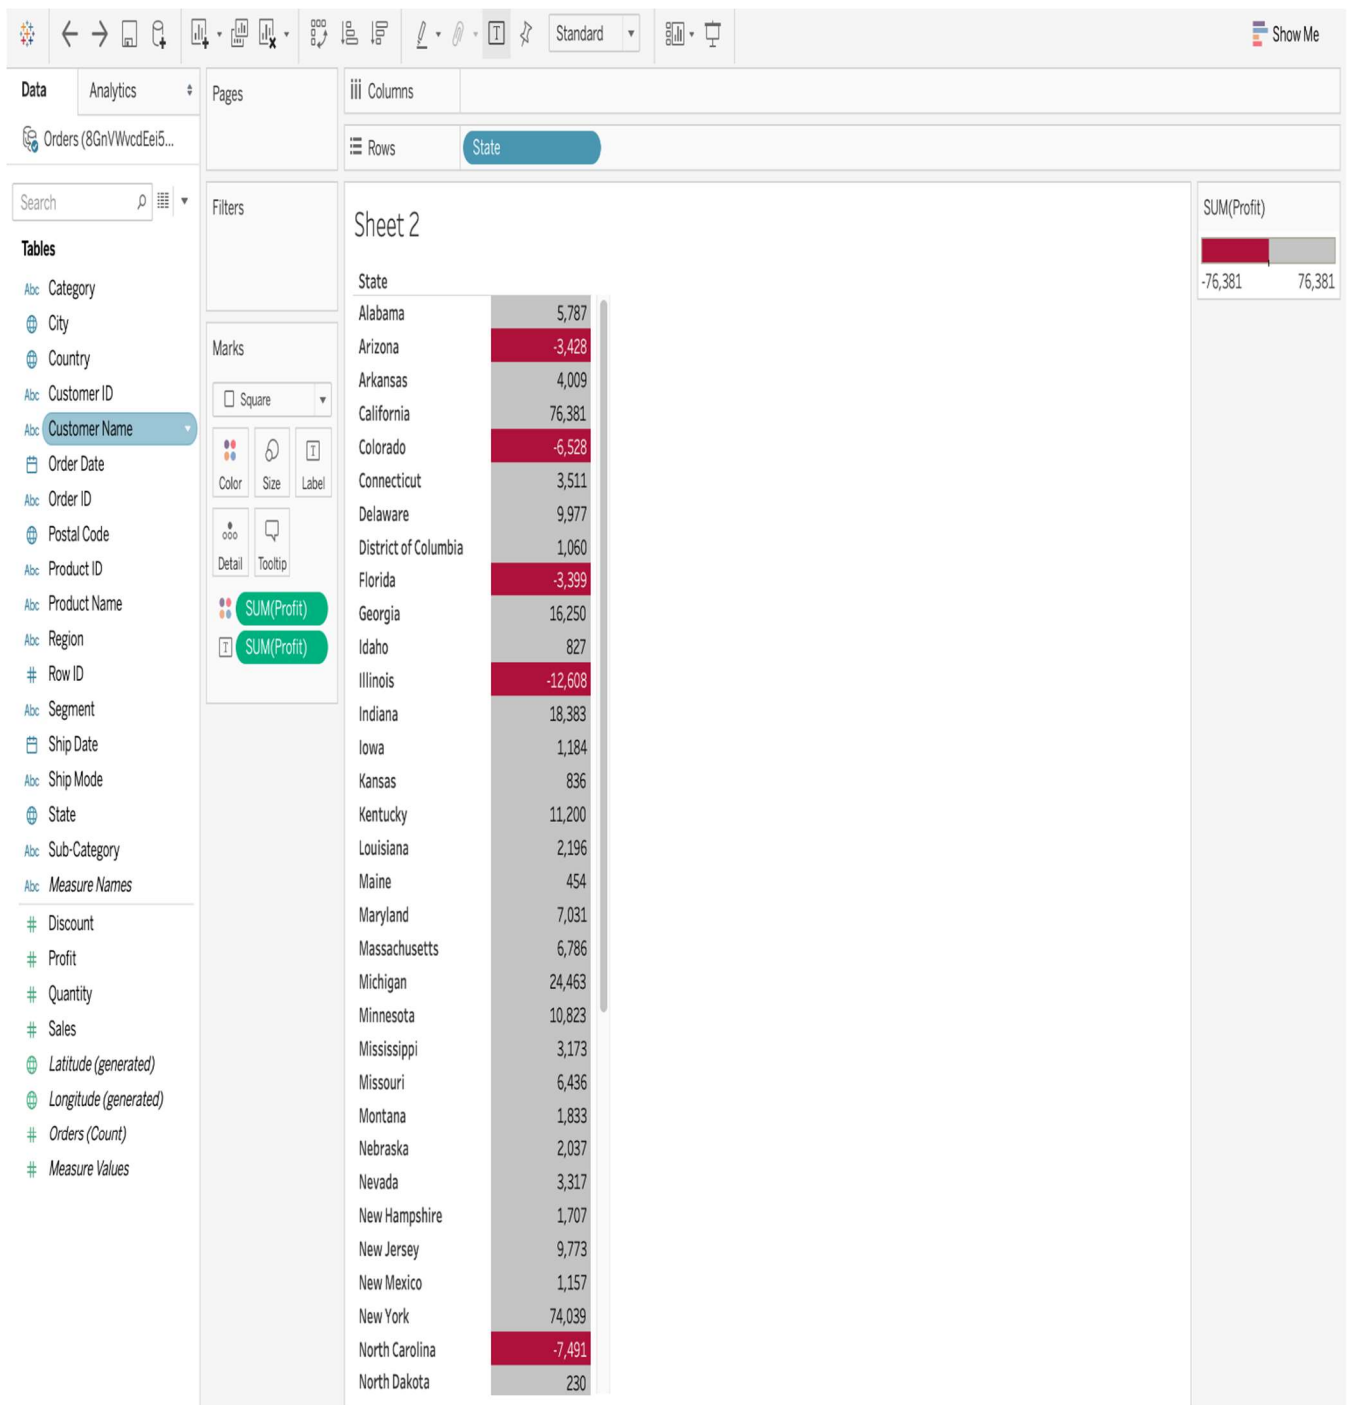 Standard
Show Me
Data
Analytics
Orders (8GnVWvcdEei5...
Search
Tables
Abc Category
City
Country
Abc Customer ID
Abc Customer Name
Order Date
Abc Order ID
Postal Code
Abc Product ID
Abc Product Name
Abc Region
# Row ID
Abc Segment
Ship Date
Abc Ship Mode
State
Abc Sub-Category
Abc Measure Names
# Discount
# Profit
# Quantity
# Sales
Latitude (generated)
Longitude (generated)
# Orders (Count)
# Measure Values
Pages
Filters
Marks
Square
Color Size Label
Detail Tooltip
SUM(Profit)
SUM(Profit)
Columns
Rows State
Sheet 2
State
Alabama 5,787
Arizona -3,428
Arkansas 4,009
California 76,381
Colorado -6,528
Connecticut 3,511
Delaware 9,977
District of Columbia 1,060
Florida -3,399
Georgia 16,250
Idaho 827
Illinois -12,608
Indiana 18,383
Iowa 1,184
Kansas 836
Kentucky 11,200
Louisiana 2,196
Maine 454
Maryland 7,031
Massachusetts 6,786
Michigan 24,463
Minnesota 10,823
Mississippi 3,173
Missouri 6,436
Montana 1,833
Nebraska 2,037
Nevada 3,317
New Hampshire 1,707
New Jersey 9,773
New Mexico 1,157
New York 74,039
North Carolina -7,491
North Dakota 230
SUM(Profit)
-76,381 76,381